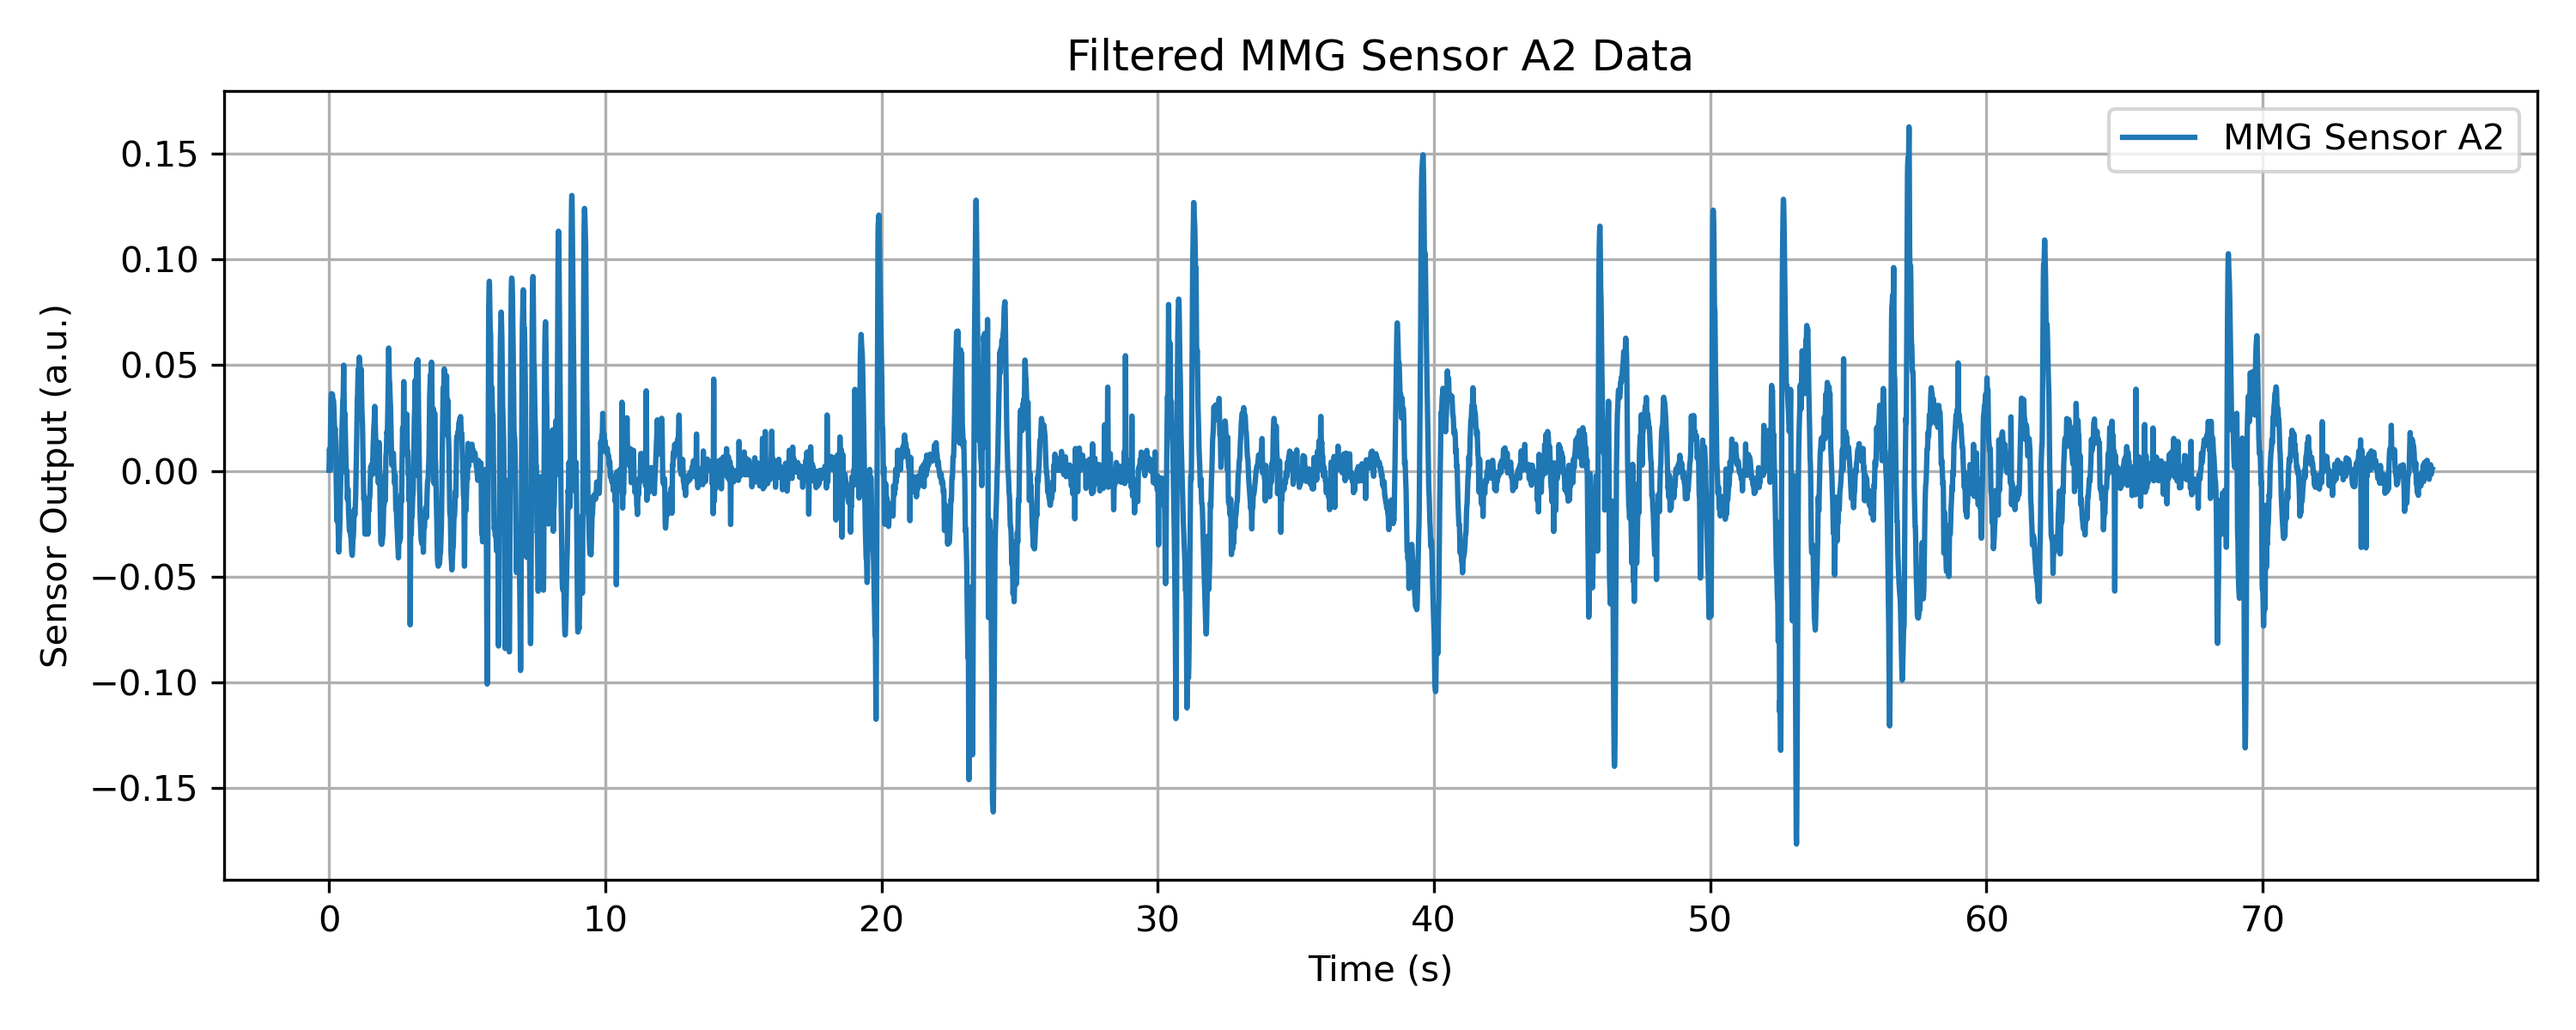 Filtered MMG Sensor A2 Data
MMG Sensor A2
Sensor Output (a.u.)
0.15
0.10
0.05
0.00
−0.05
−0.10
−0.15
0 10 20 30 40 50 60 70
Time (s)